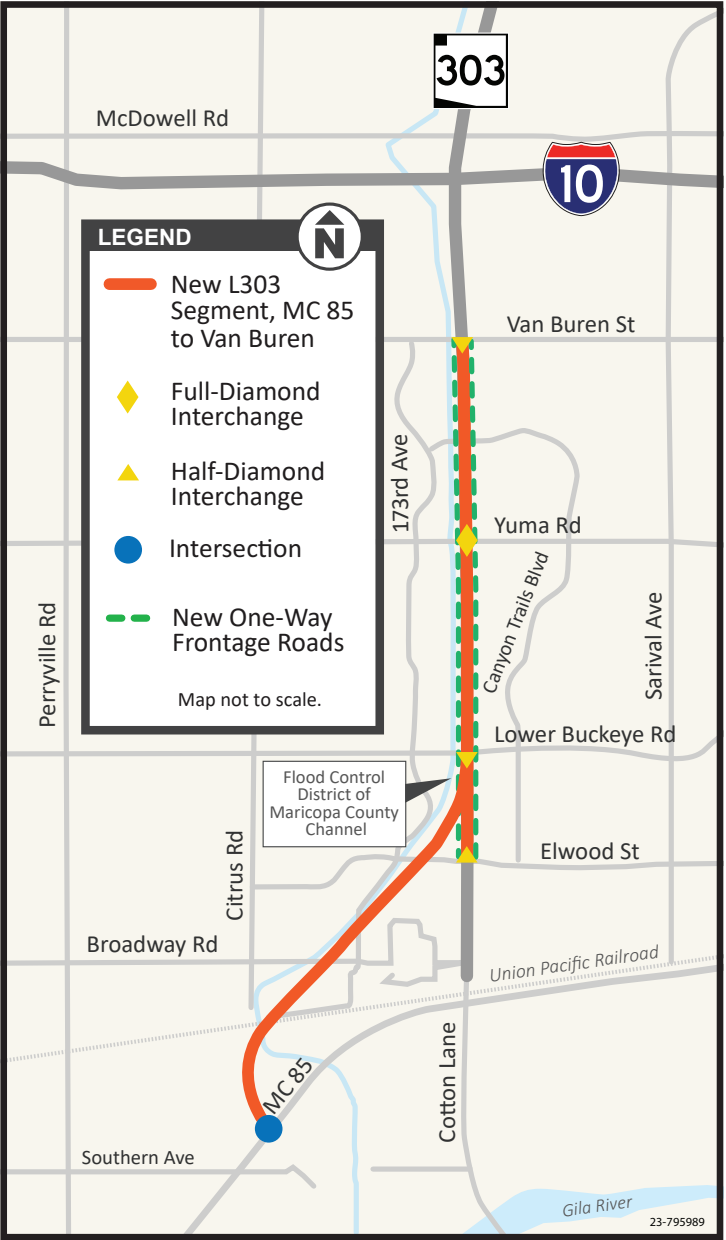 303
McDowell Rd
10
LEGEND
N
New L303
Segment, MC 85
to Van Buren
Full-Diamond
Interchange
Half-Diamond
Interchange
Intersection
New One-Way
Frontage Roads
Map not to scale.
Van Buren St
173rd Ave
Yuma Rd
Canyon Trails Blvd
Perryville Rd
Sarival Ave
Lower Buckeye Rd
Flood Control
District of
Maricopa County
Channel
Citrus Rd
Elwood St
Broadway Rd
Union Pacific Railroad
MC 85
Cotton Lane
Southern Ave
Gila River
23-795989